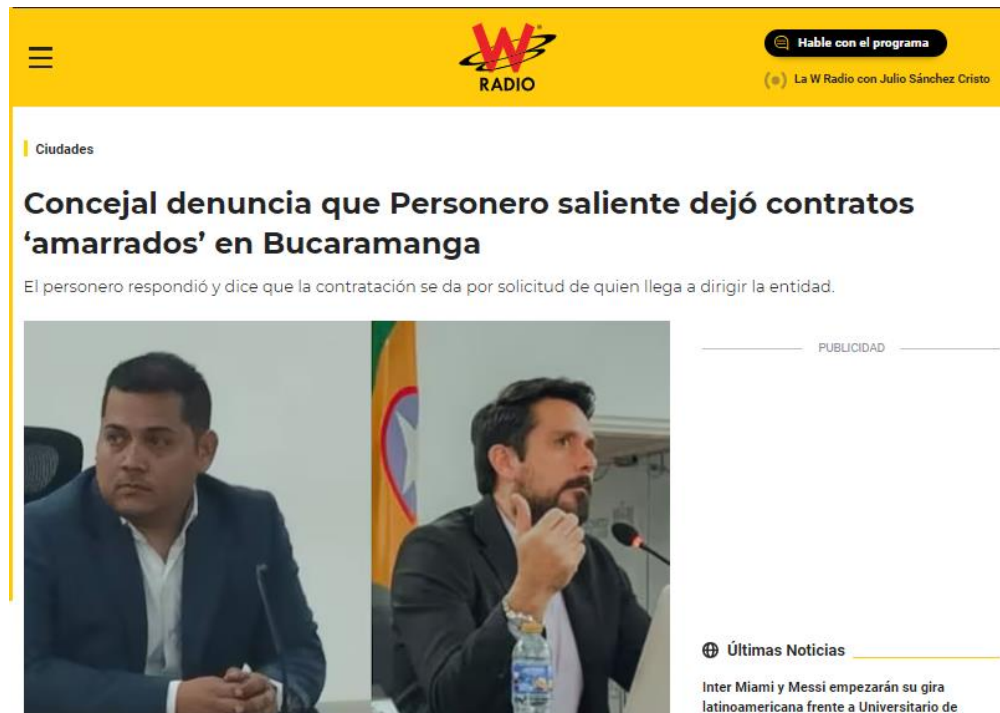 W
RADIO
Hable con el programa
La W Radio con Julio Sánchez Cristo
Ciudades
Concejal denuncia que Personero saliente dejó contratos
‘amarrados’ en Bucaramanga
El personero respondió y dice que la contratación se da por solicitud de quien llega a dirigir la entidad.
PUBLICIDAD
Últimas Noticias
Inter Miami y Messi empezarán su gira
latinoamericana frente a Universitario de